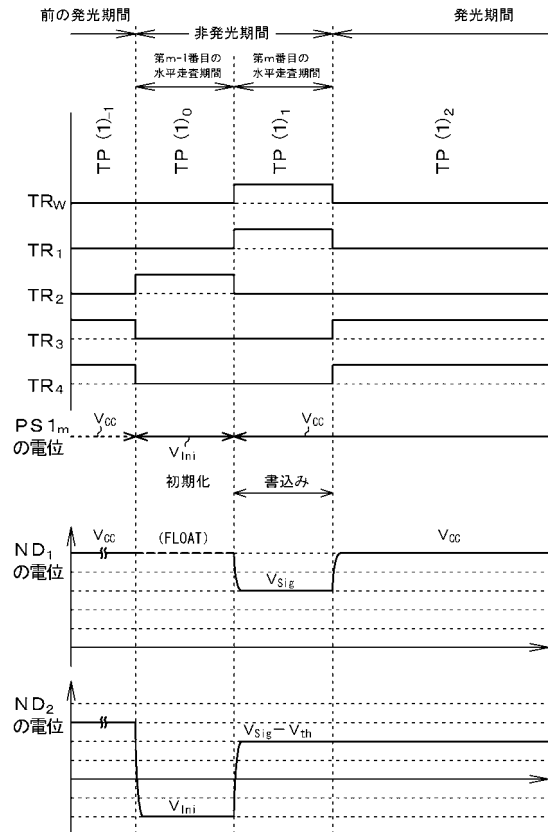 前の発光期間
非発光期間
発光期間
第m-1番目の
水平走査期間
第m番目の
水平走査期間
TP (1)-1
TP (1)0
TP (1)1
TP (1)2
TRW
TR1
TR2
TR3
TR4
PS1m
の電位
VCC
VIni
VCC
初期化
書込み
ND1
の電位
VCC
(FLOAT)
VSig
VCC
ND2
の電位
VIni
VSig−Vth